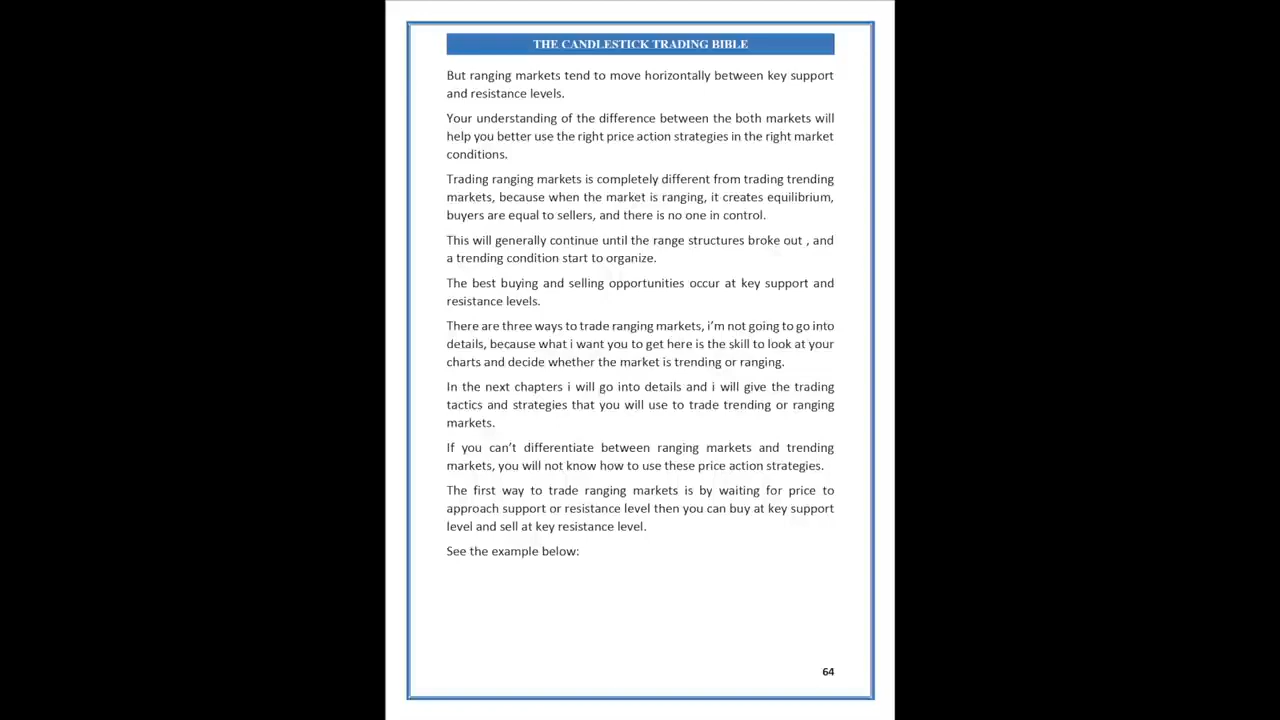 THE CANDLESTICK TRADING BIBLE
But ranging markets tend to move horizontally between key support
and resistance levels.
Your understanding of the difference between the both markets will
help you better use the right price action strategies in the right market
conditions.
Trading ranging markets is completely different from trading trending
markets, because when the market is ranging, it creates equilibrium,
buyers are equal to sellers, and there is no one in control.
This will generally continue until the range structures broke out , and
a trending condition start to organize.
The best buying and selling opportunities occur at key support and
resistance levels.
There are three ways to trade ranging markets, i’m not going to go into
details, because what i want you to get here is the skill to look at your
charts and decide whether the market is trending or ranging.
In the next chapters i will go into details and i will give the trading
tactics and strategies that you will use to trade trending or ranging
markets.
If you can’t differentiate between ranging markets and trending
markets, you will not know how to use these price action strategies.
The first way to trade ranging markets is by waiting for price to
approach support or resistance level then you can buy at key support
level and sell at key resistance level.
See the example below:
64